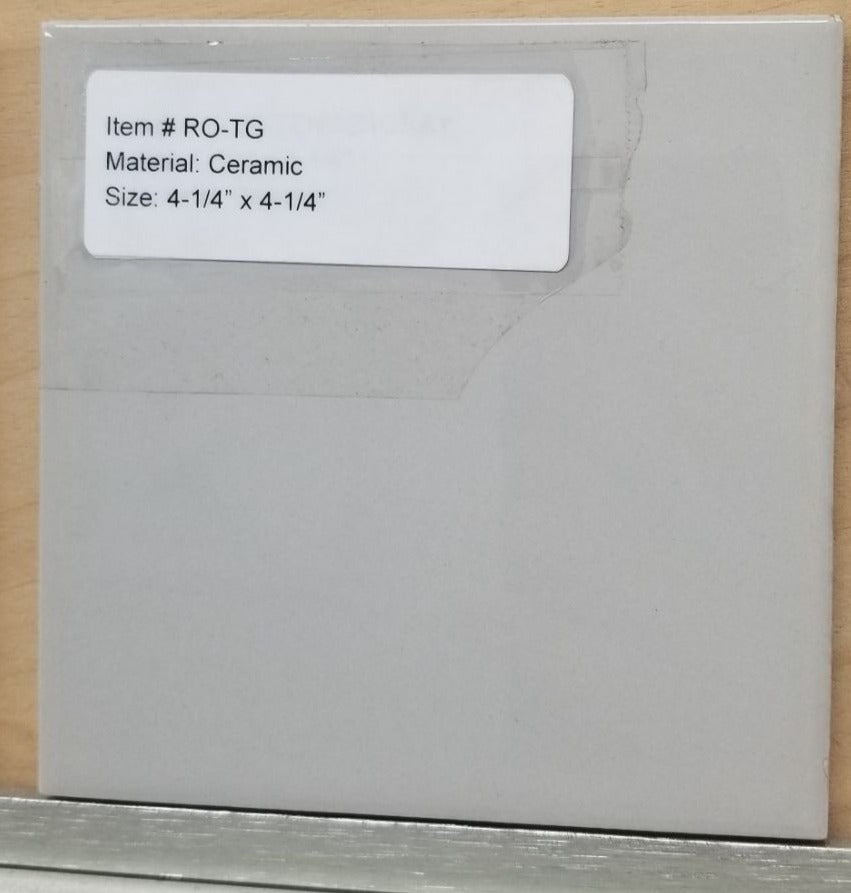 Item # RO-TG
Material: Ceramic
Size: 4-1/4” x 4-1/4”